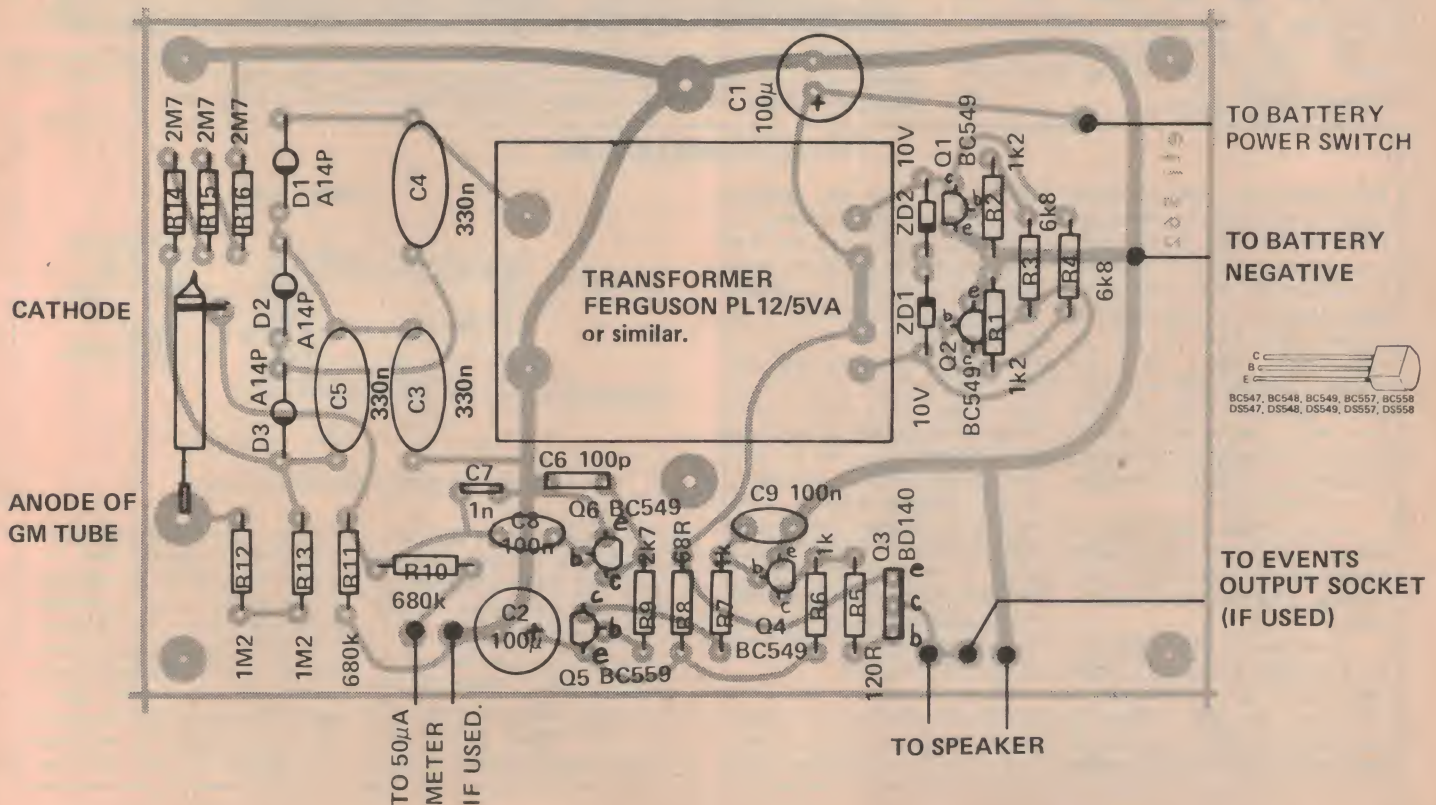 C1
100µ
+
2M7
2M7
2M7
R14
R15
R16
D1
A14P
C4
330n
10V
Q1
BC549
1k2
ZD2
c
b
e
R2
6k8
R3
R4
6k8
TO BATTERY
POWER SWITCH
eti 562
TO BATTERY
NEGATIVE
TRANSFORMER
FERGUSON PL12/5VA
or similar.
CATHODE
D2
A14P
A14P
D3
C5
330n
C3
330n
ZD1
10V
b
e
c
Q2
BC549
R1
1k2
C
B
E
BC547, BC548, BC549, BC557, BC558
DS547, DS548, DS549, DS557, DS558
ANODE OF
GM TUBE
C7
1n
C6 100p
Q6 BC549
C8
100n
C9 100n
e
b
c
2k7
68R
1k
e
b
c
1k
Q3
BD140
e
c
b
R12
R13
R11
R10
680k
C2
100µ
+
R9
R8
R7
R6
R5
Q4
BC549
120R
c
b
e
Q5 BC559
1M2
1M2
680k
TO EVENTS
OUTPUT SOCKET
(IF USED)
TO 50µA
METER
IF USED.
TO SPEAKER